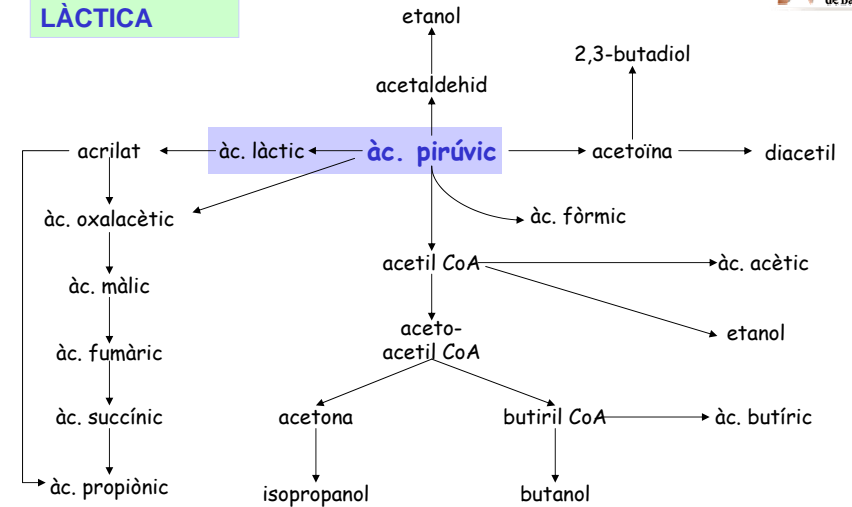 LÀCTICA
etanol
2,3-butadiol
acetaldehid
acrilat
àc. làctic
àc. pirúvic
acetoïna
diacetil
àc. oxalacètic
àc. fòrmic
acetil CoA
àc. acètic
àc. màlic
etanol
aceto-
acetil CoA
àc. fumàric
àc. succínic
acetona
butiril CoA
àc. butíric
àc. propiònic
isopropanol
butanol